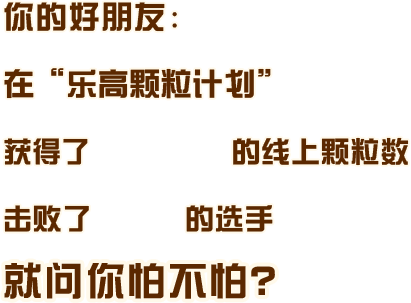 你的好朋友：
在“乐高颗粒计划”
获得了 的线上颗粒数
击败了 的选手
就问你怕不怕？